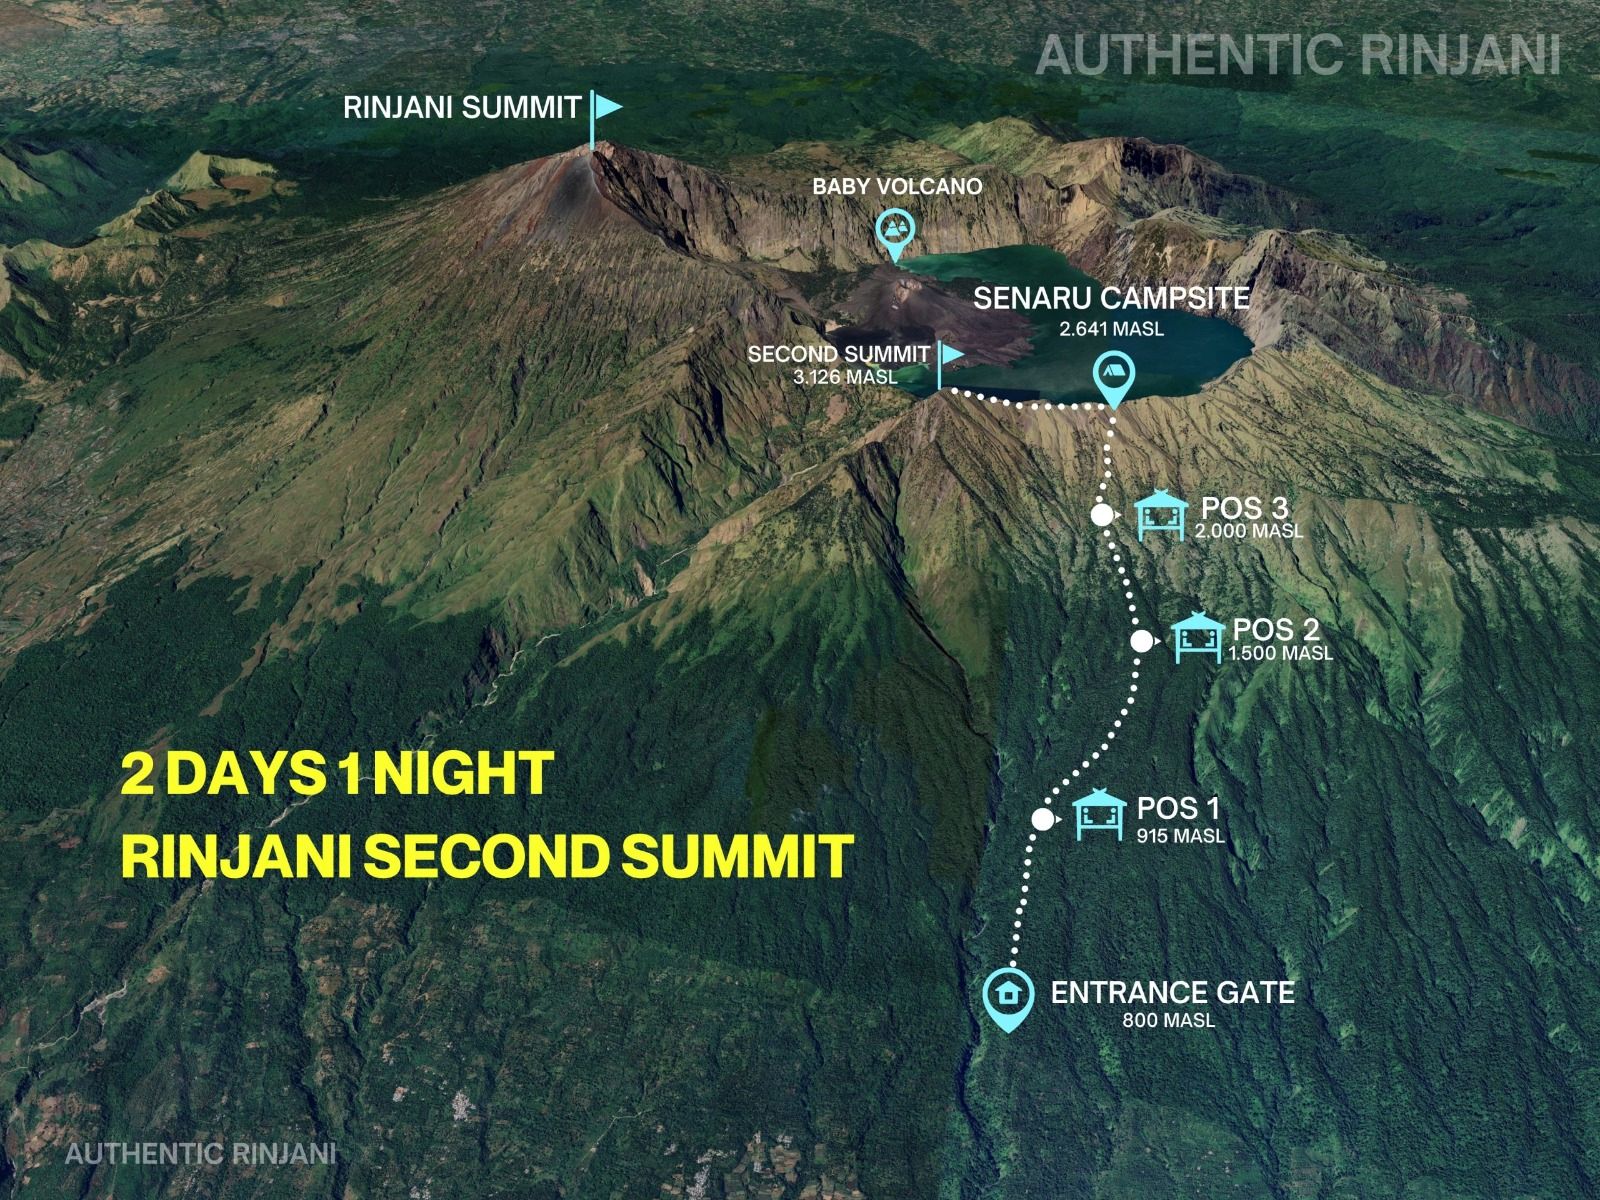 AUTHENTIC RINJANI
RINJANI SUMMIT
BABY VOLCANO
SENARU CAMPSITE
2.641 MASL
SECOND SUMMIT
3.126 MASL
POS 3
2.000 MASL
POS 2
1.500 MASL
2 DAYS 1 NIGHT
RINJANI SECOND SUMMIT
POS 1
915 MASL
ENTRANCE GATE
800 MASL
AUTHENTIC RINJANI